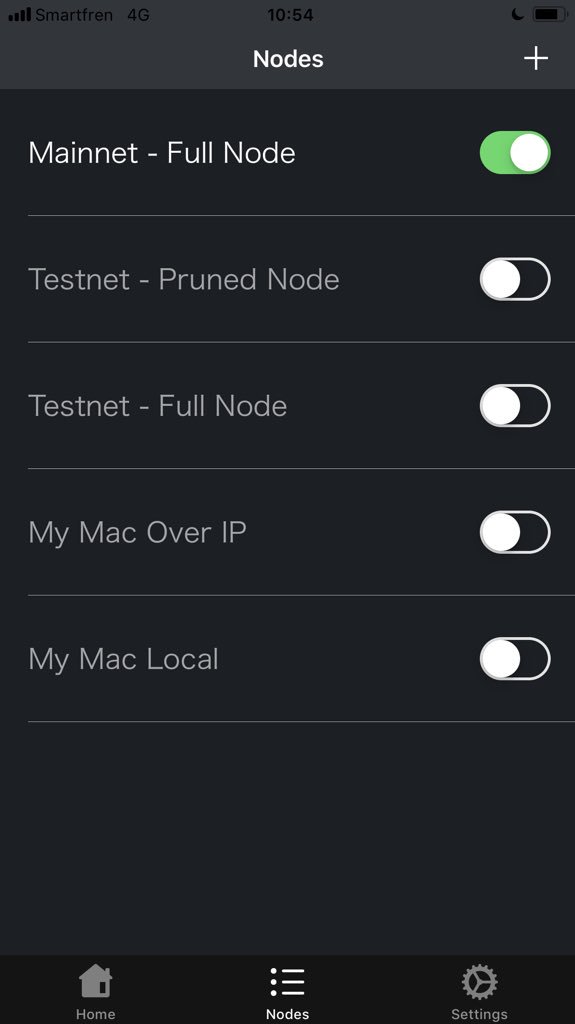 Smartfren 4G 10:54
Nodes
Mainnet - Full Node
Testnet - Pruned Node
Testnet - Full Node
My Mac Over IP
My Mac Local
Home Nodes Settings